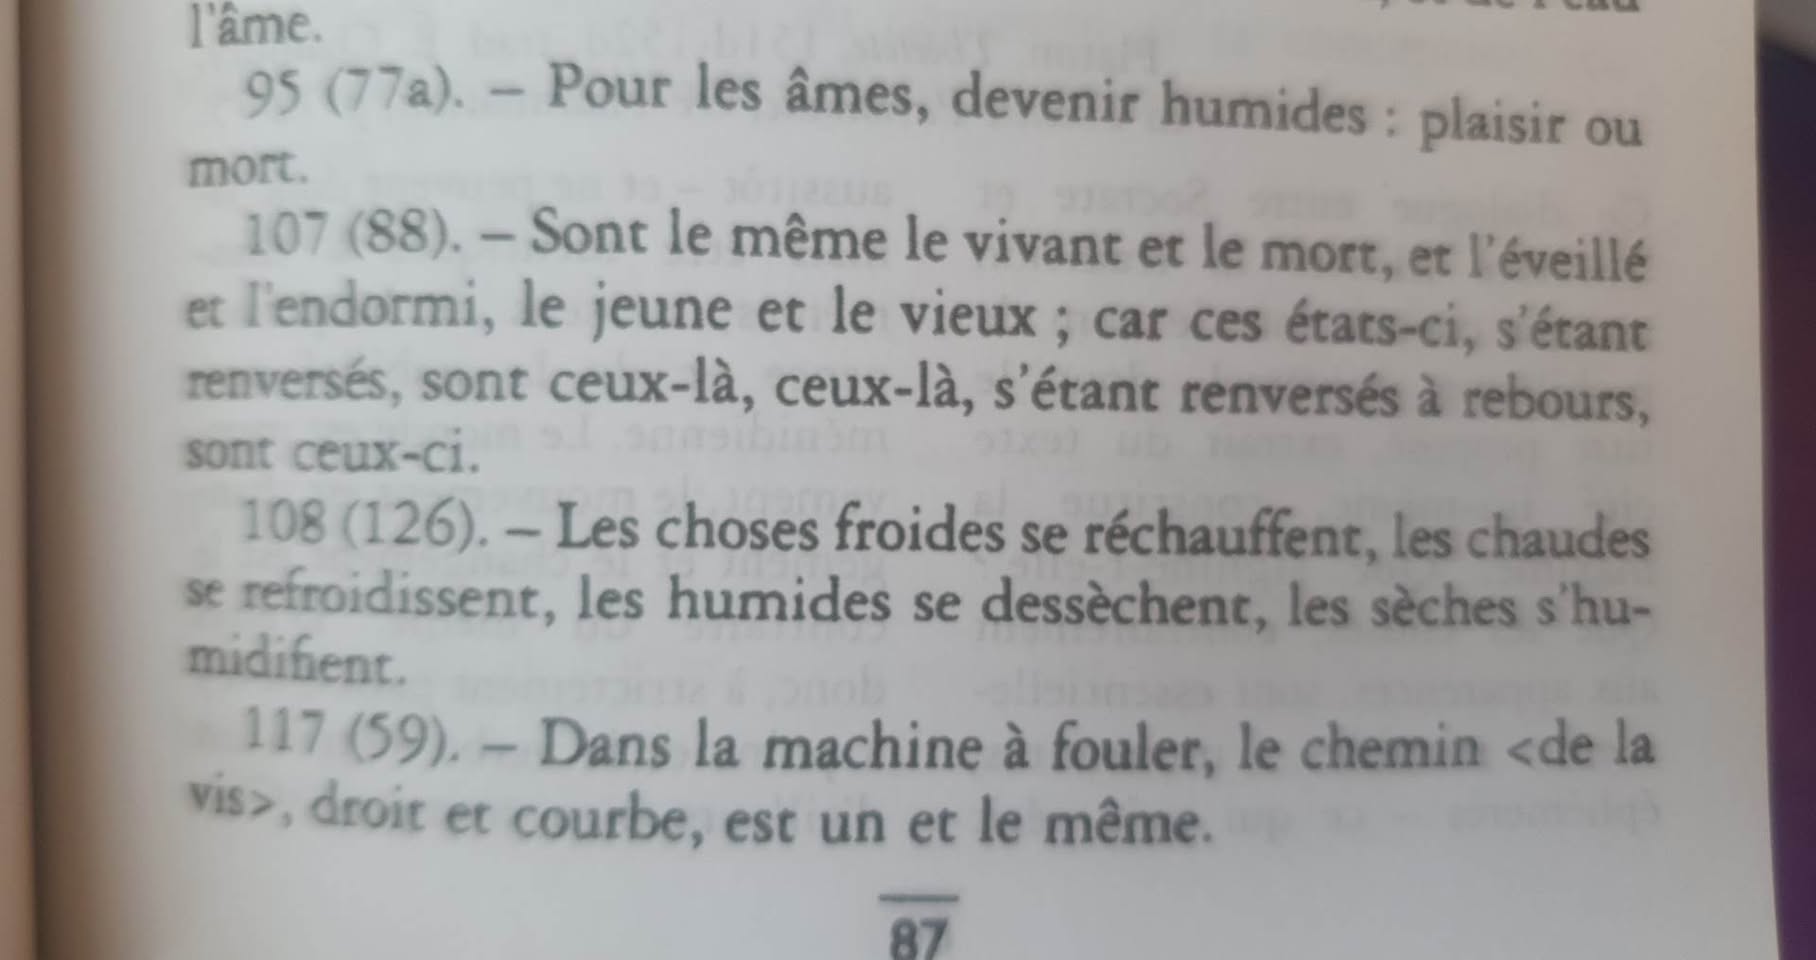 l'âme.
95 (77a). – Pour les âmes, devenir humides : plaisir ou
mort.
107 (88). – Sont le même le vivant et le mort, et l'éveillé
et l'endormi, le jeune et le vieux ; car ces états-ci, s'étant
renversés, sont ceux-là, ceux-là, s'étant renversés à rebours,
sont ceux-ci.
108 (126). – Les choses froides se réchauffent, les chaudes
se refroidissent, les humides se dessèchent, les sèches s'hu-
midifient.
117 (59). – Dans la machine à fouler, le chemin <de la
vis>, droit et courbe, est un et le même.
87